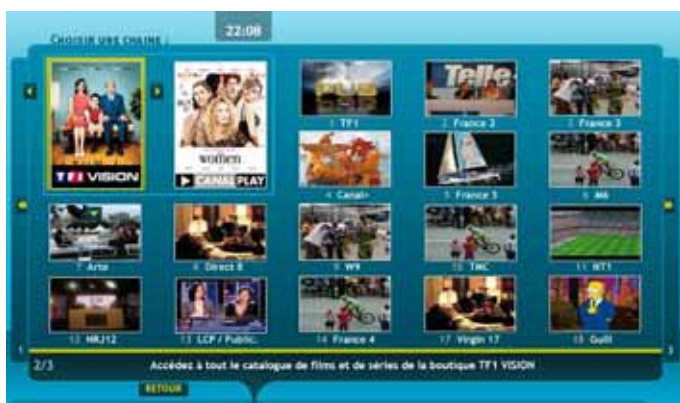 22:08
CHOISIR UNE CHAINE :
TF1 VISION
women
CANAL PLAY
PUB
Telle
1 TF1
2 France 2
3 France 3
4 Canal+
5 France 5
6 M6
7 Arte
8 Direct 8
9 W9
10 TMC
11 NT1
12 NRJ12
13 LCP / Public.
14 France 4
17 Virgin 17
18 Gulli
1
3
2/3
Accédez à tout le catalogue de films et de séries de la boutique TF1 VISION
RETOUR